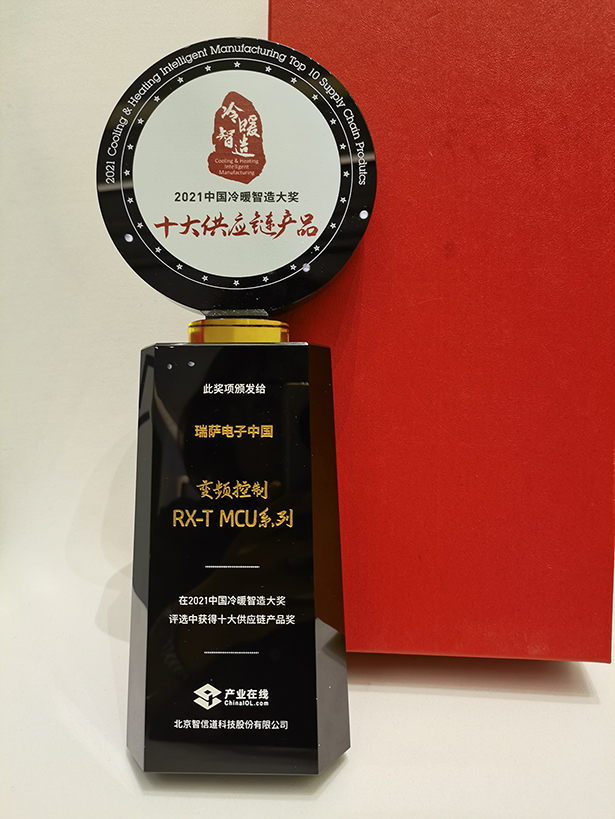 2021 Cooling & Heating Intelligent Manufacturing Top 10 Supply Chain Produtcs
冷暖
智造
Cooling & Heating
Intelligent
Manufacturing
2021中国冷暖智造大奖
十大供应链产品
此奖项颁发给
瑞萨电子中国
变频控制
RX-T MCU系列
在2021中国冷暖智造大奖
评选中获得十大供应链产品奖
产业在线
ChinaIOL.com
北京智信道科技股份有限公司